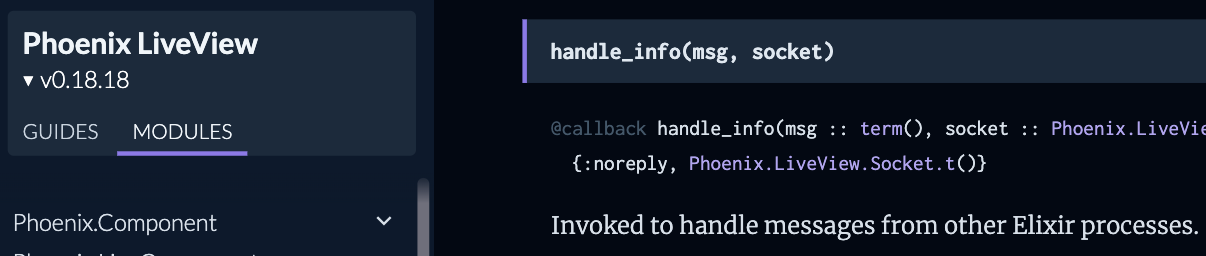 Phoenix LiveView
▾ v0.18.18
GUIDES MODULES
Phoenix.Component
handle_info(msg, socket)
@callback handle_info(msg :: term(), socket :: Phoenix.LiveVie
{:noreply, Phoenix.LiveView.Socket.t()}
Invoked to handle messages from other Elixir processes.